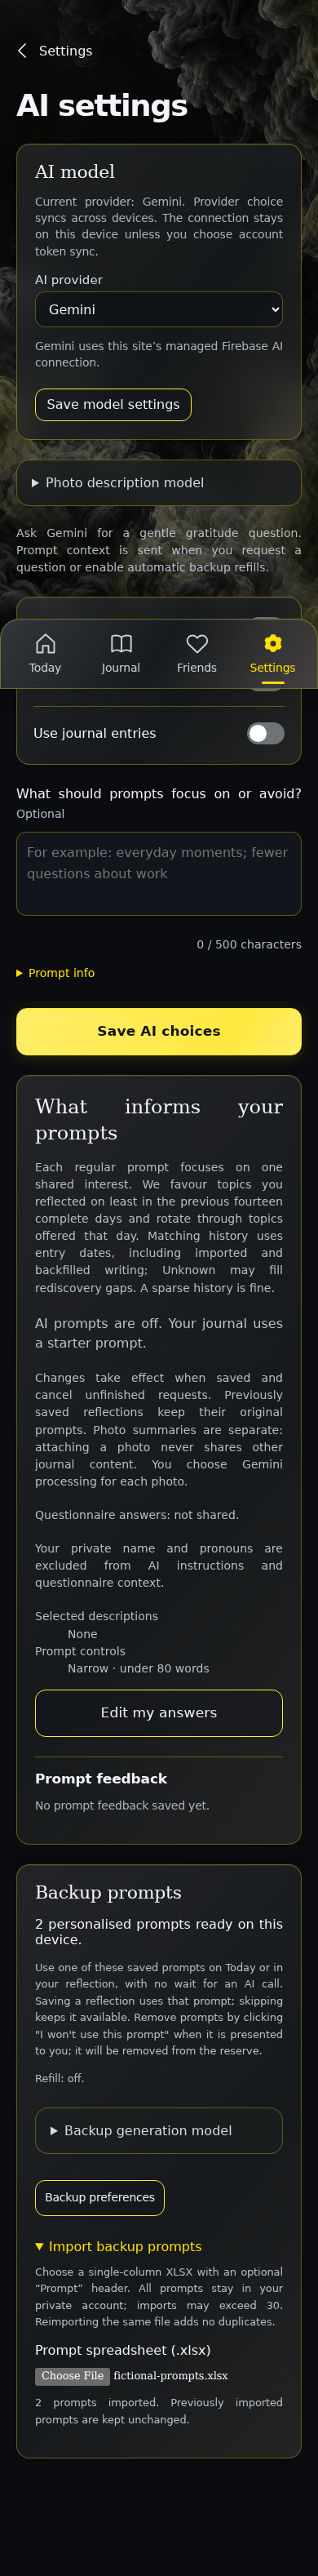 Settings
AI settings
AI model
Current provider: Gemini. Provider choice
syncs across devices. The connection stays
on this device unless you choose account
token sync.
AI provider
Gemini
Gemini uses this site’s managed Firebase AI
connection.
Save model settings
Photo description model
Ask Gemini for a gentle gratitude question.
Prompt context is sent when you request a
question or enable automatic backup refills.
Today
Journal
Friends
Settings
Use journal entries
What should prompts focus on or avoid?
Optional
For example: everyday moments; fewer
questions about work
0 / 500 characters
Prompt info
Save AI choices
What informs your
prompts
Each regular prompt focuses on one
shared interest. We favour topics you
reflected on least in the previous fourteen
complete days and rotate through topics
offered that day. Matching history uses
entry dates, including imported and
backfilled writing; Unknown may fill
rediscovery gaps. A sparse history is fine.
AI prompts are off. Your journal uses
a starter prompt.
Changes take effect when saved and
cancel unfinished requests. Previously
saved reflections keep their original
prompts. Photo summaries are separate:
attaching a photo never shares other
journal content. You choose Gemini
processing for each photo.
Questionnaire answers: not shared.
Your private name and pronouns are
excluded from AI instructions and
questionnaire context.
Selected descriptions
None
Prompt controls
Narrow · under 80 words
Edit my answers
Prompt feedback
No prompt feedback saved yet.
Backup prompts
2 personalised prompts ready on this
device.
Use one of these saved prompts on Today or in
your reflection, with no wait for an AI call.
Saving a reflection uses that prompt; skipping
keeps it available. Remove prompts by clicking
"I won't use this prompt" when it is presented
to you; it will be removed from the reserve.
Refill: off.
Backup generation model
Backup preferences
Import backup prompts
Choose a single-column XLSX with an optional
“Prompt” header. All prompts stay in your
private account; imports may exceed 30.
Reimporting the same file adds no duplicates.
Prompt spreadsheet (.xlsx)
Choose File fictional-prompts.xlsx
2 prompts imported. Previously imported
prompts are kept unchanged.